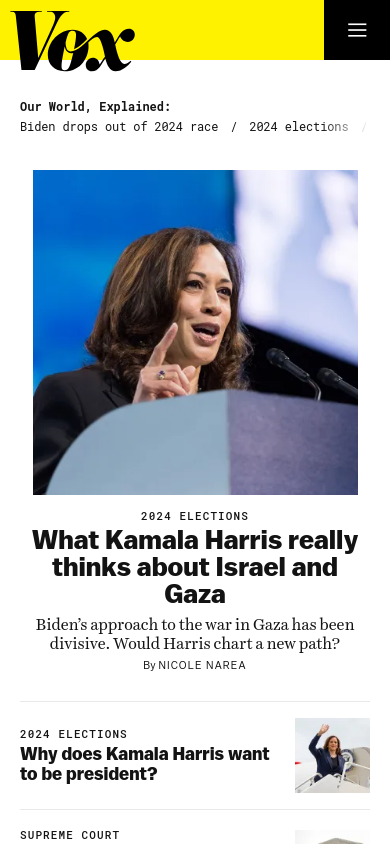 Vox
Our World, Explained:
Biden drops out of 2024 race / 2024 elections /
2024 ELECTIONS
What Kamala Harris really
thinks about Israel and
Gaza
Biden’s approach to the war in Gaza has been
divisive. Would Harris chart a new path?
By NICOLE NAREA
2024 ELECTIONS
Why does Kamala Harris want
to be president?
SUPREME COURT